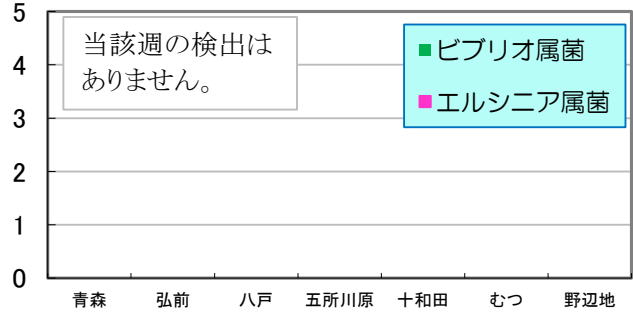 5
当該週の検出は
ありません。
ビブリオ属菌
エルシニア属菌
4
3
2
1
0
青森 弘前 八戸 五所川原 十和田 むつ 野辺地